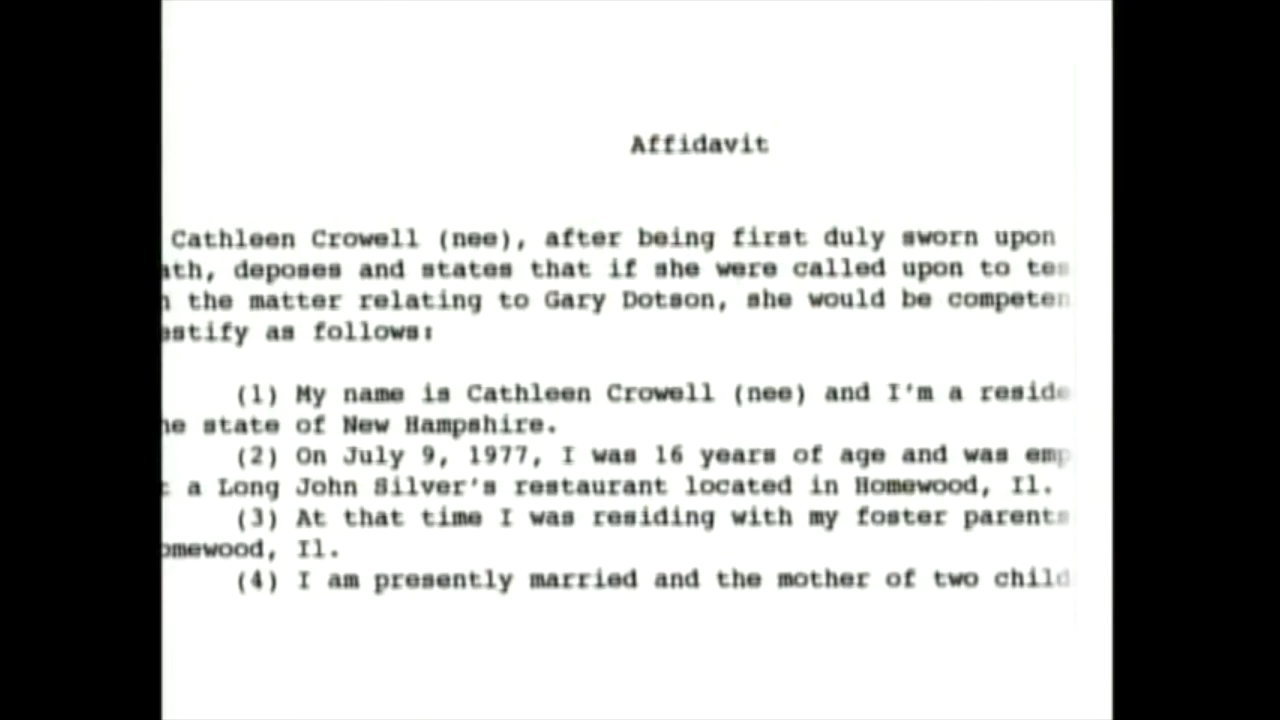 Affidavit
Cathleen Crowell (nee), after being first duly sworn upon
ath, deposes and states that if she were called upon to tes
the matter relating to Gary Dotson, she would be competen
estify as follows:
(1) My name is Cathleen Crowell (nee) and I'm a reside
he state of New Hampshire.
(2) On July 9, 1977, I was 16 years of age and was emp
a Long John Silver's restaurant located in Homewood, Il.
(3) At that time I was residing with my foster parents
omewood, Il.
(4) I am presently married and the mother of two child